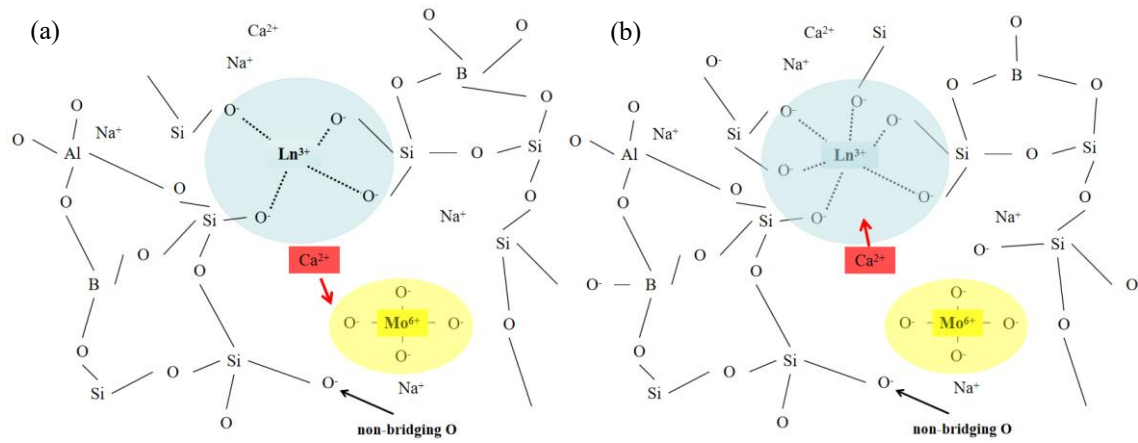 (a)
Ca²⁺
O
O
Na⁺
B
O
O
O
O⁻
O⁻
Na⁺
Si
O
Al
Ln³⁺
Si
O
Si
O
O⁻
O
Si
O⁻
Na⁺
O
Ca²⁺
Si
O
B
O⁻
O⁻ Mo⁶⁺ O⁻
O
O
O⁻
Si
O
O⁻
Na⁺
Si
O
non-bridging O
(b)
Ca²⁺
Si
O
O⁻
Na⁺
B
O
O
O
O⁻
O⁻
O⁻
Na⁺
Si
O
Al
Ln³⁺
Si
O
Si
O⁻
O
O⁻
O
Si
O⁻
Na⁺
O
Ca²⁺
O⁻
Si
O
O⁻
B
O⁻
O
O⁻ Mo⁶⁺ O⁻
O
O
O⁻
Si
O
O⁻
Na⁺
Si
O
non-bridging O